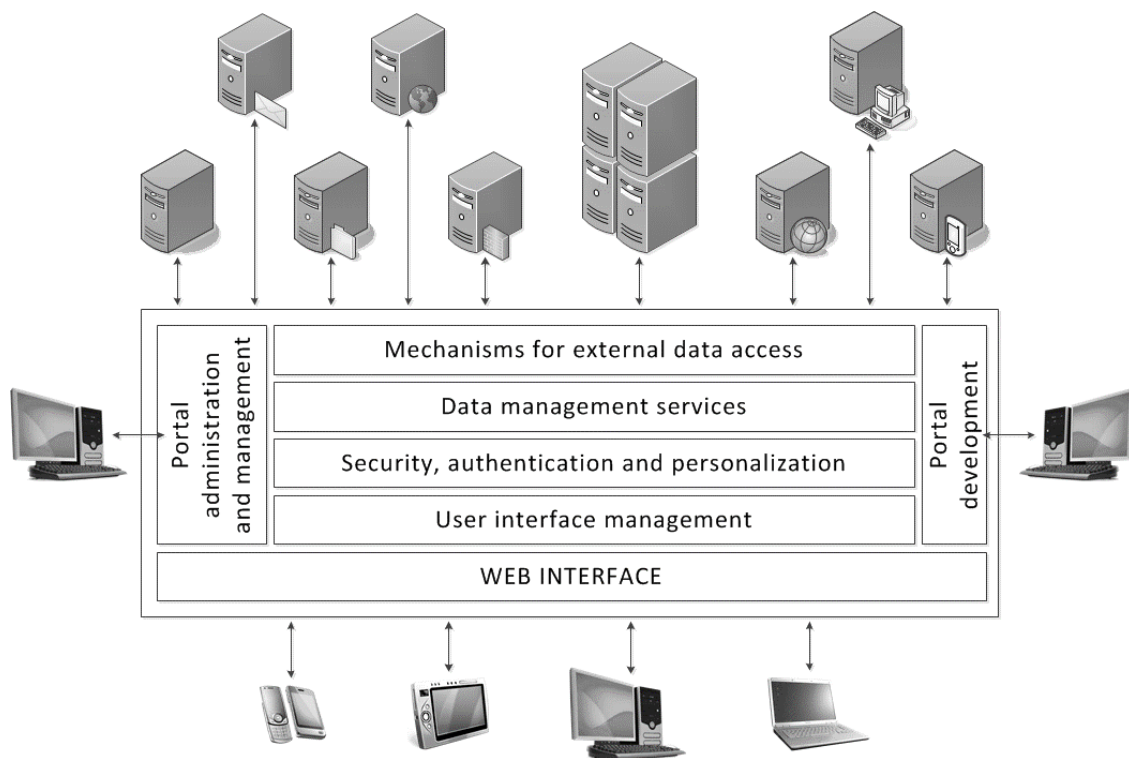 Mechanisms for external data access
Data management services
Security, authentication and personalization
User interface management
WEB INTERFACE
Portal
administration
and management
Portal
development